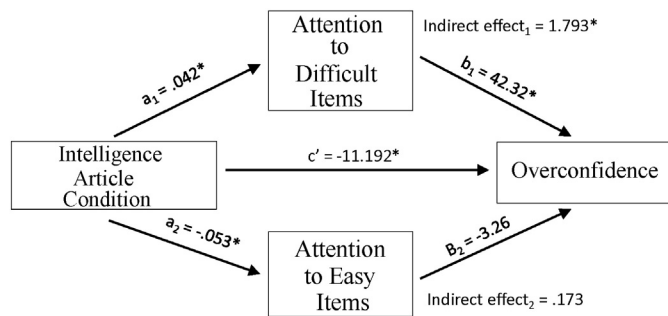 Attention
to
Difficult
Items
Indirect effect₁ = 1.793*
a₁ = .042*
b₁ = 42.32*
Intelligence
Article
Condition
c' = -11.192*
Overconfidence
a₂ = -.053*
B₂ = -3.26
Attention
to Easy
Items
Indirect effect₂ = .173